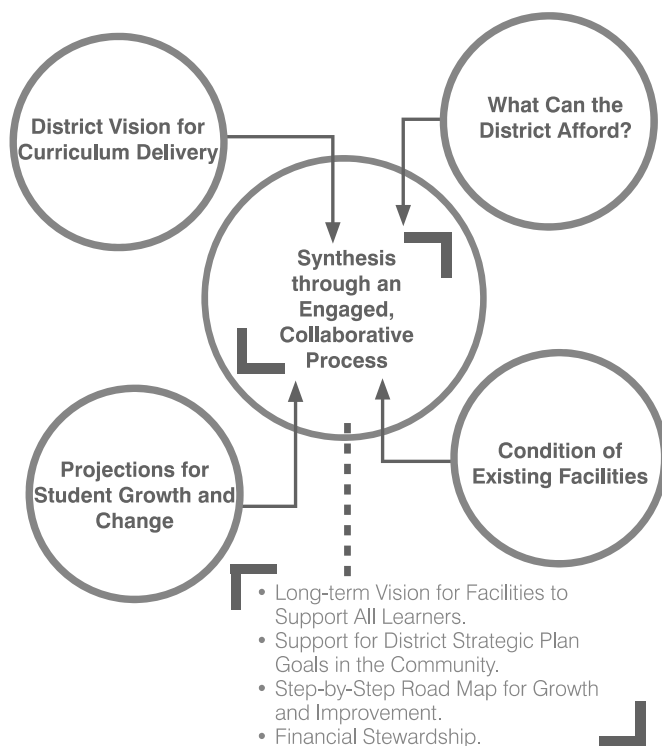 District Vision for
Curriculum Delivery
What Can the
District Afford?
Synthesis
through an
Engaged,
Collaborative
Process
Projections for
Student Growth and
Change
Condition of
Existing Facilities
• Long-term Vision for Facilities to
Support All Learners.
• Support for District Strategic Plan
Goals in the Community.
• Step-by-Step Road Map for Growth
and Improvement.
• Financial Stewardship.